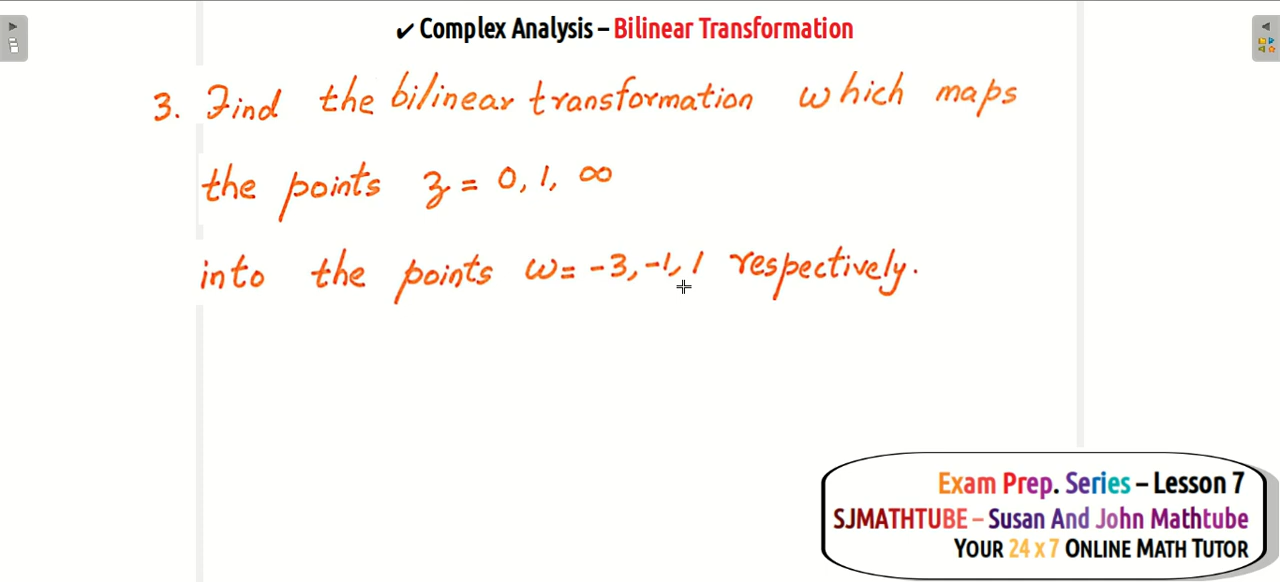 ✔ Complex Analysis – Bilinear Transformation
3. Find the bilinear transformation which maps
the points z = 0, 1, ∞
into the points w = -3, -1, 1 respectively.
Exam Prep. Series – Lesson 7
SJMATHTUBE – Susan And John Mathtube
YOUR 24 x 7 ONLINE MATH TUTOR